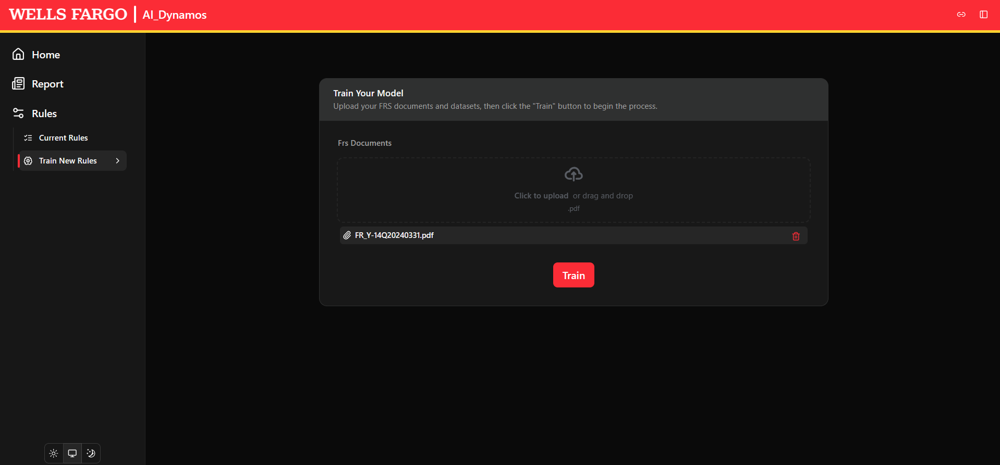 WELLS FARGO | AI_Dynamos
Home
Report
Rules
Current Rules
Train New Rules
Train Your Model
Upload your FRS documents and datasets, then click the "Train" button to begin the process.
Frs Documents
Click to upload or drag and drop
.pdf
FR_Y-14Q20240331.pdf
Train